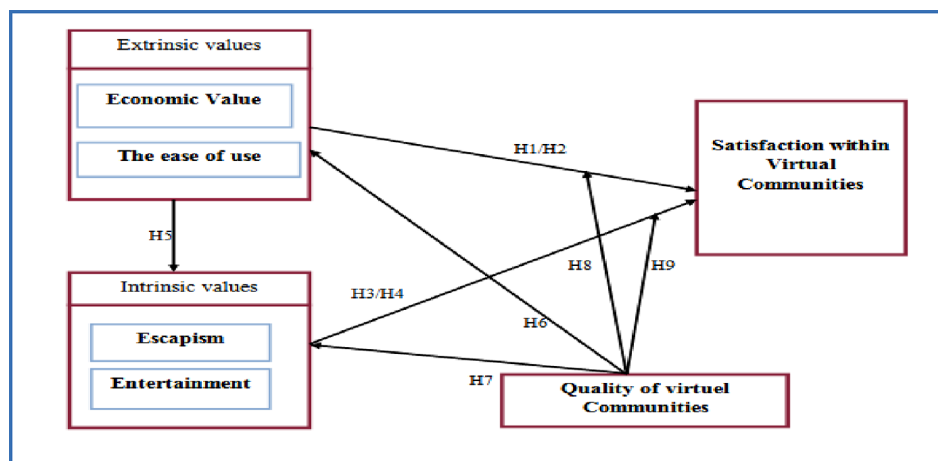 Extrinsic values
Economic Value
The ease of use
H1/H2
Satisfaction within
Virtual
Communities
H5
H8
H9
Intrinsic values
H3/H4
Escapism
H6
Entertainment
H7
Quality of virtuel
Communities